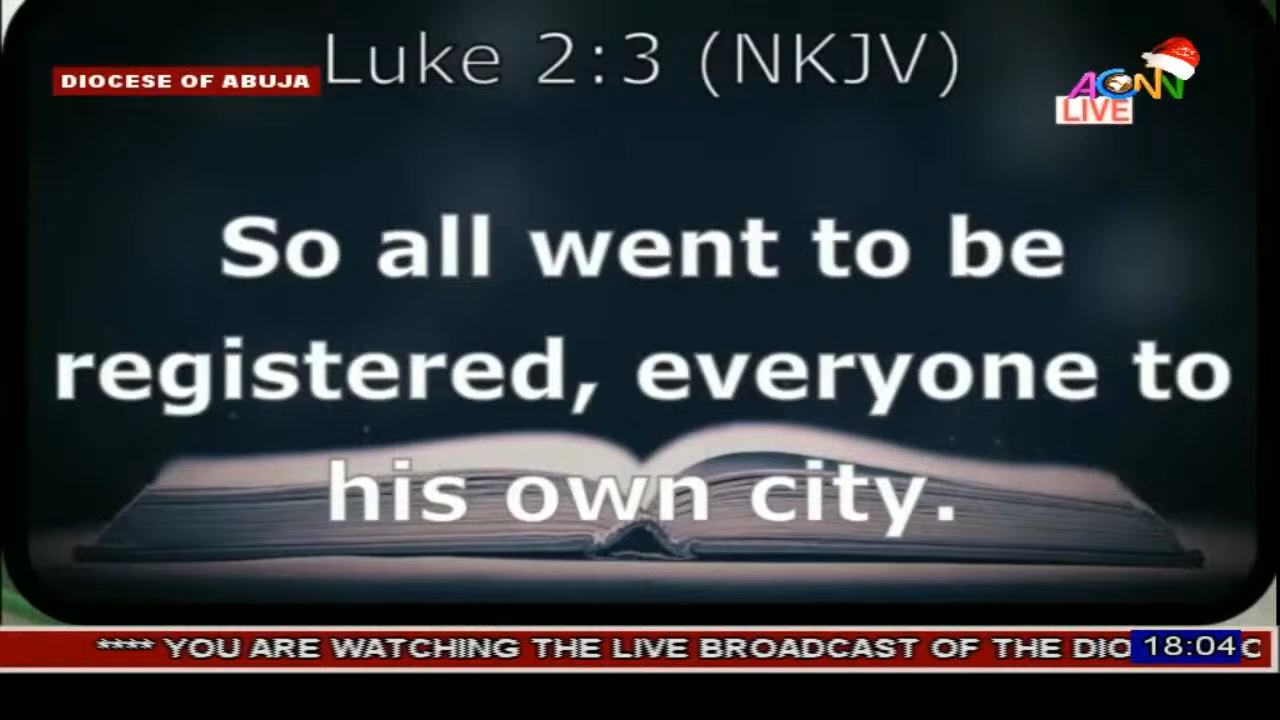 Luke 2:3 (NKJV)
DIOCESE OF ABUJA
ACNN
LIVE
So all went to be
registered, everyone to
his own city.
**** YOU ARE WATCHING THE LIVE BROADCAST OF THE DIO
18:04
C